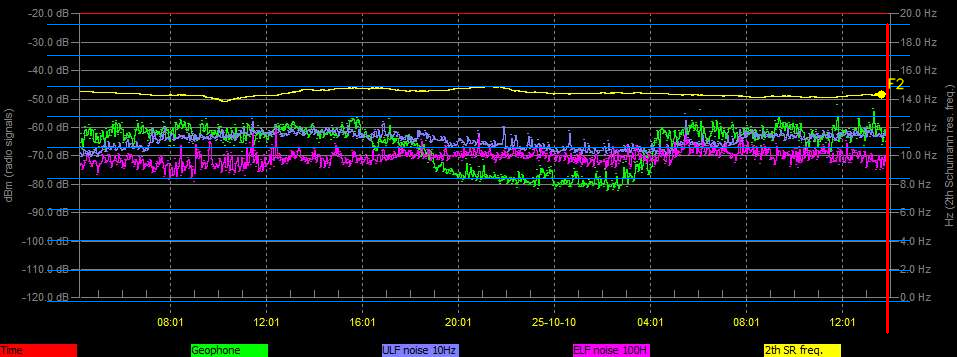 -20.0 dB 20.0 Hz
-30.0 dB 18.0 Hz
-40.0 dB 16.0 Hz
F2
-50.0 dB 14.0 Hz
-60.0 dB 12.0 Hz
-70.0 dB 10.0 Hz
-80.0 dB 8.0 Hz
-90.0 dB 6.0 Hz
-100.0 dB 4.0 Hz
-110.0 dB 2.0 Hz
-120.0 dB 0.0 Hz
dBm (radio signals)
Hz (2th Schumann res. freq.)
08:01 12:01 16:01 20:01 25-10-10 04:01 08:01 12:01
Time Geophone ULF noise 10Hz ELF noise 100H 2th SR freq.